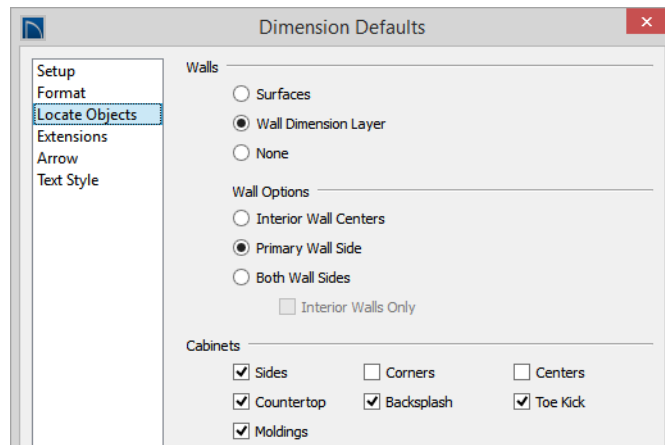 Dimension Defaults
Setup
Format
Locate Objects
Extensions
Arrow
Text Style
Walls
Surfaces
Wall Dimension Layer
None
Wall Options
Interior Wall Centers
Primary Wall Side
Both Wall Sides
Interior Walls Only
Cabinets
Sides Corners Centers
Countertop Backsplash Toe Kick
Moldings